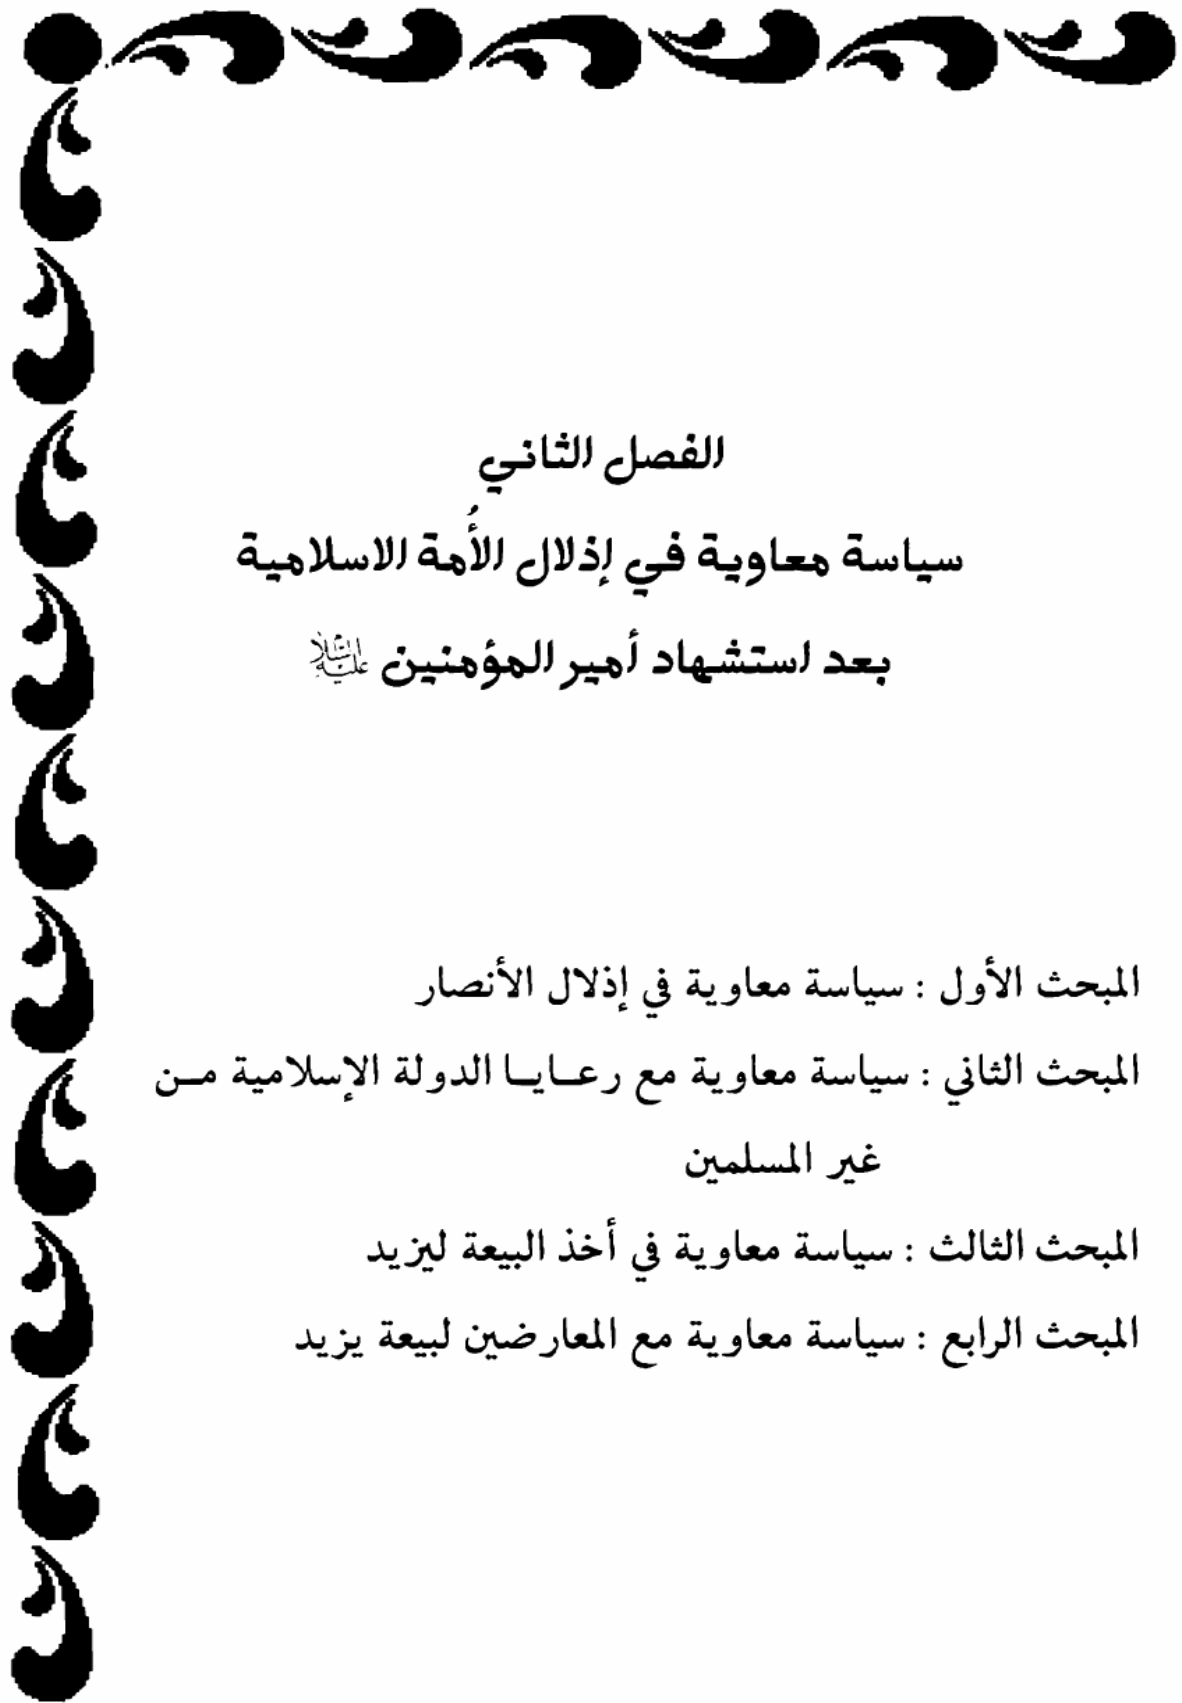 الفصل الثاني
سياسة معاوية في إذلال الأُمة الاسلامية
بعد استشهاد أمير المؤمنين عليه السلام
المبحث الأول : سياسة معاوية في إذلال الأنصار
المبحث الثاني : سياسة معاوية مع رعـايـا الدولة الإسلامية مـن
غير المسلمين
المبحث الثالث : سياسة معاوية في أخذ البيعة ليزيد
المبحث الرابع : سياسة معاوية مع المعارضين لبيعة يزيد